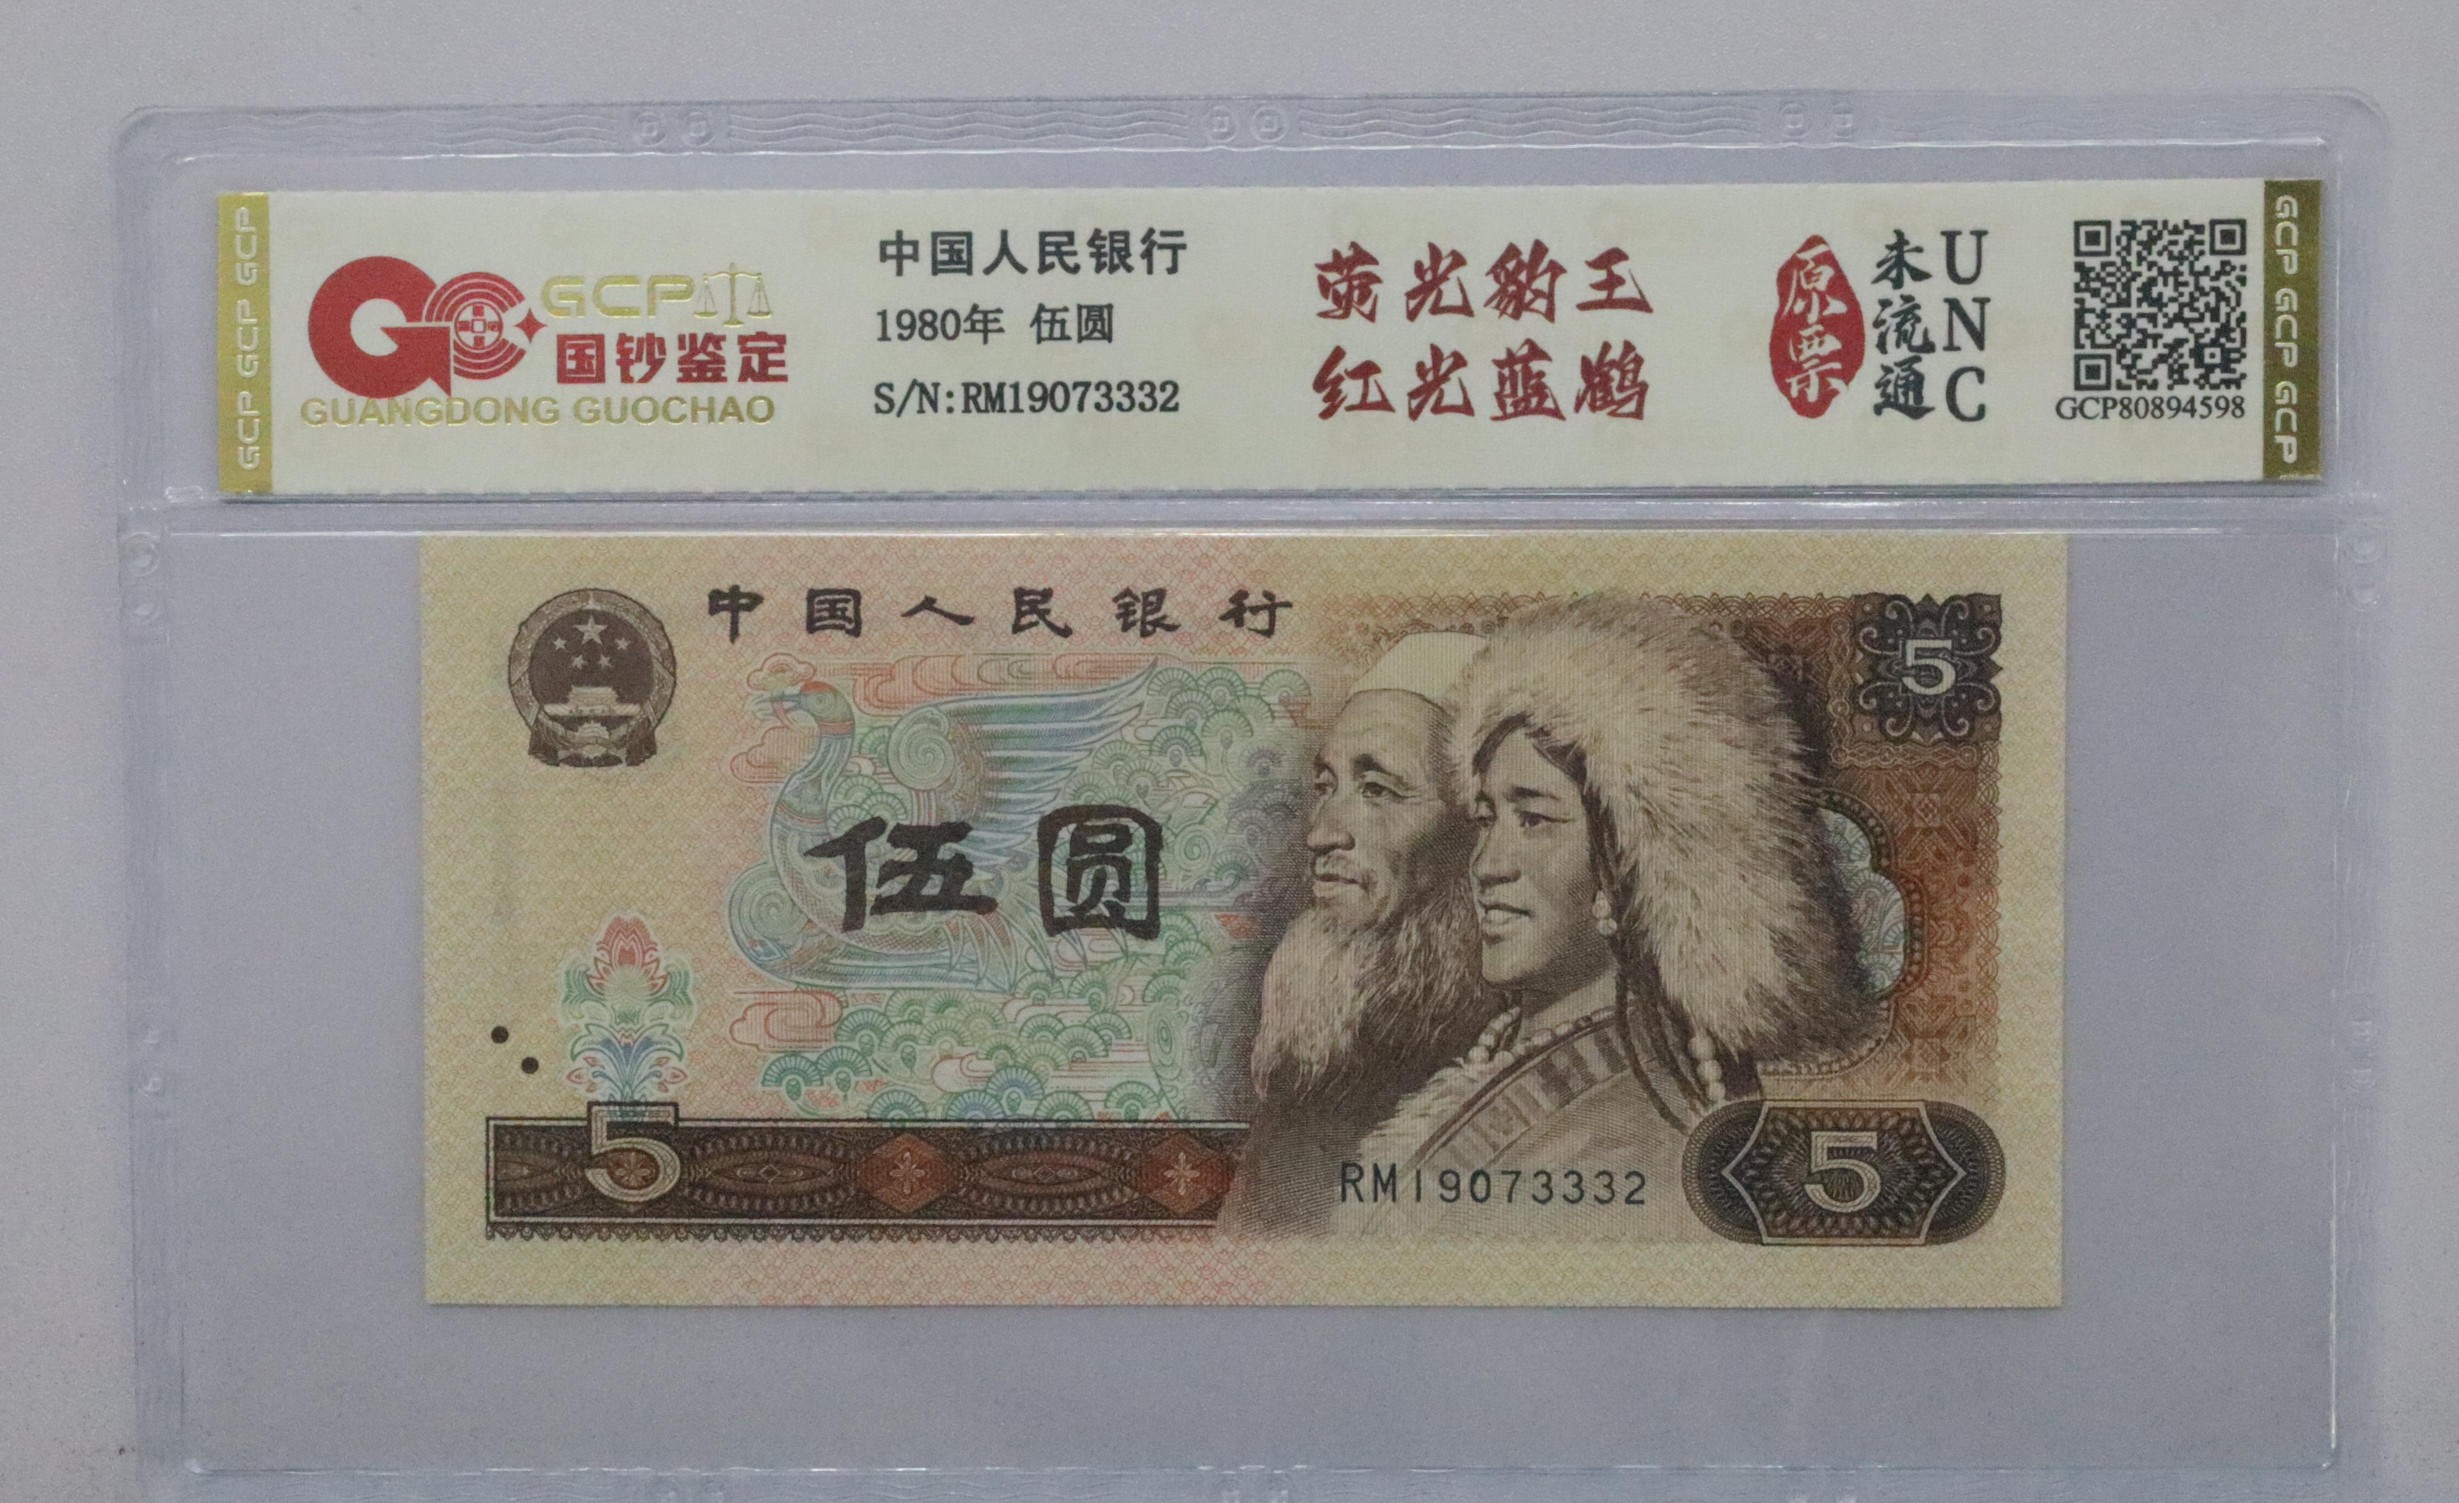 GCP GCP GCP
GCP
国钞鉴定
GUANGDONG GUOCHAO
中国人民银行
1980年 伍圆
S/N:RM19073332
荧光豹王
红光蓝鹤
原票
未流通
UNC
GCP80894598
GCP GCP GCP
中国人民银行
5
伍圆
5
RM19073332
5